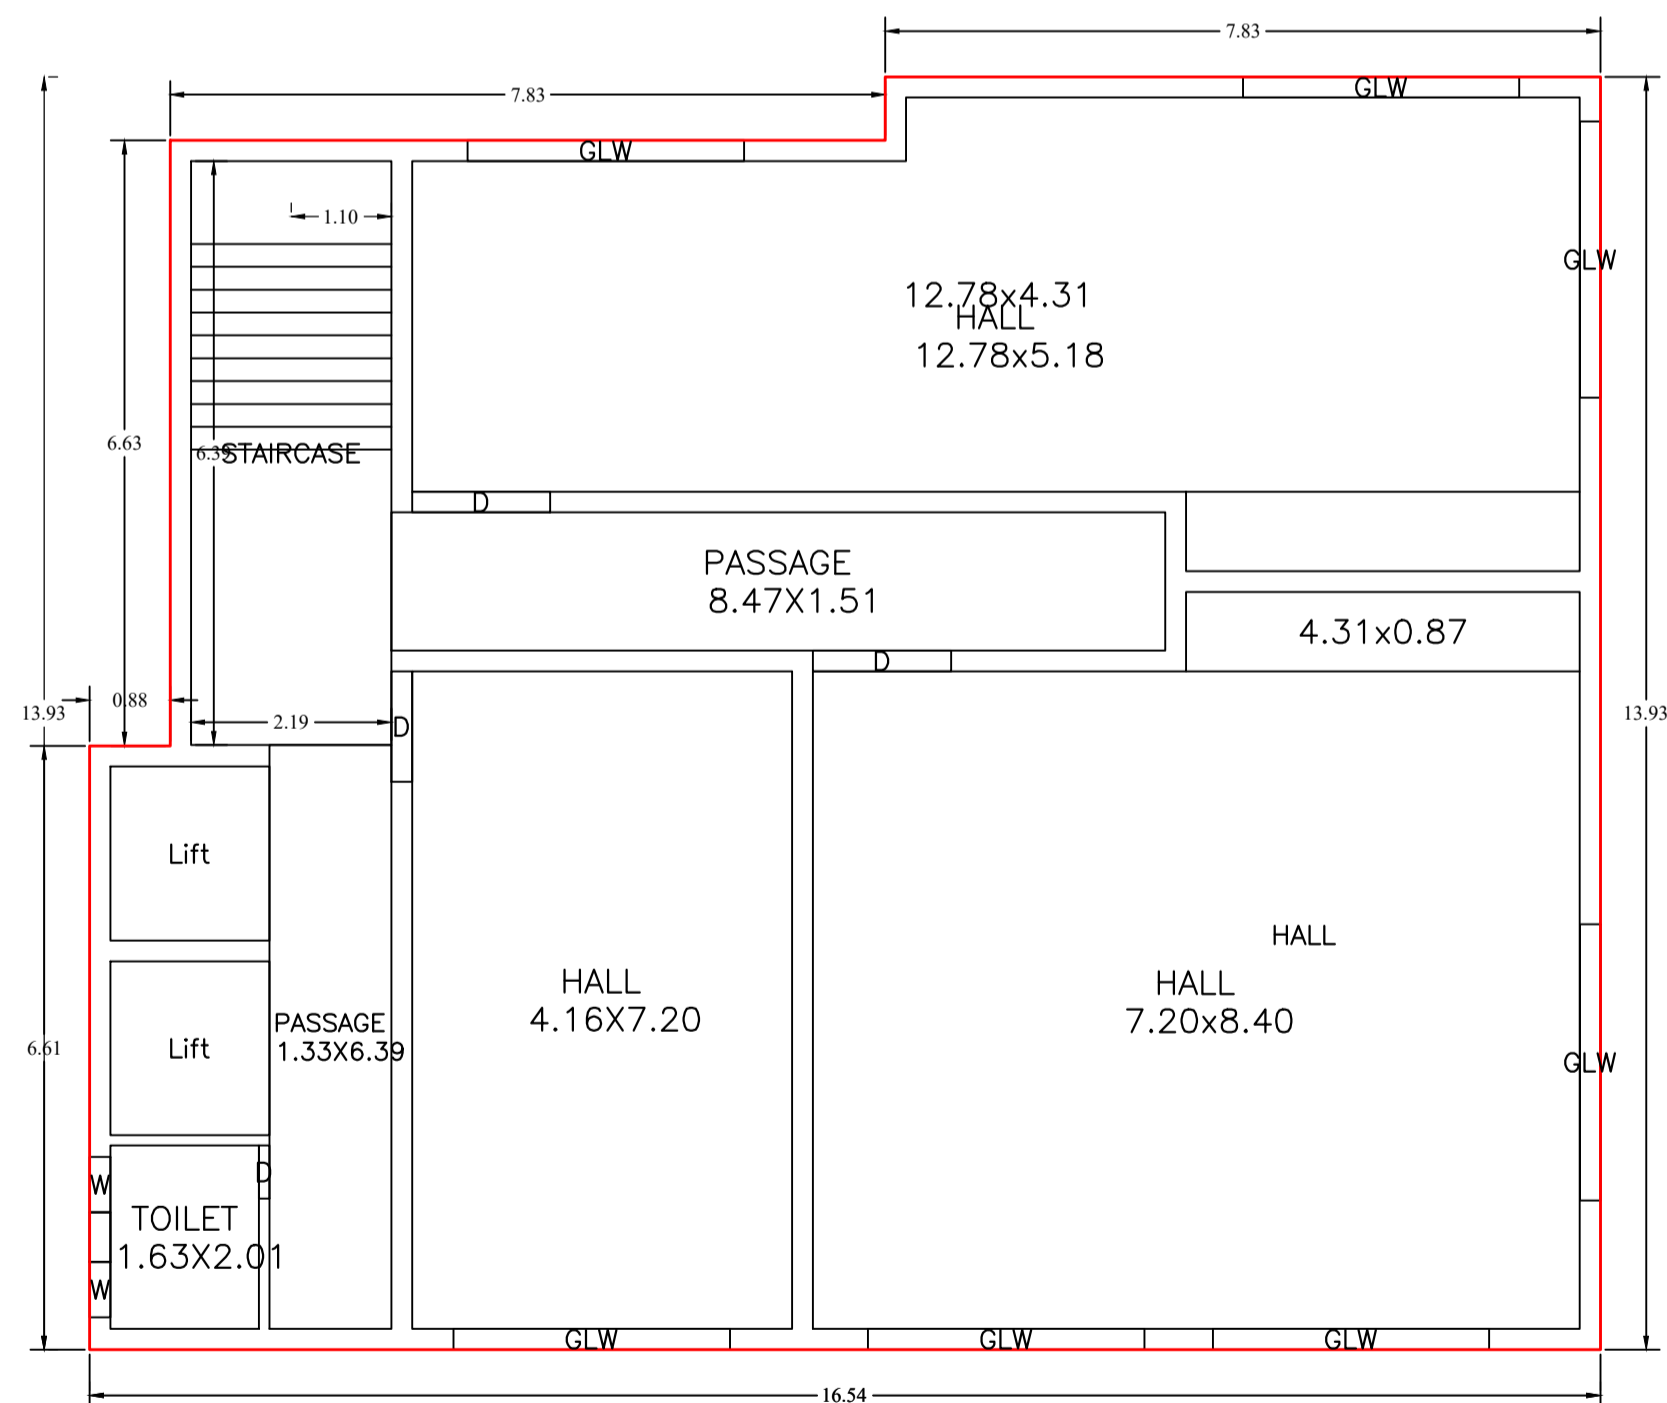 7.83
7.83
GLW
GLW
1.10
GLW
12.78x4.31
HALL
12.78x5.18
6.63
6.39
STAIRCASE
D
PASSAGE
8.47X1.51
4.31x0.87
D
0.88
13.93
2.19
D
13.93
Lift
HALL
HALL
4.16X7.20
HALL
7.20x8.40
PASSAGE
1.33X6.39
Lift
6.61
GLW
D
W
TOILET
1.63X2.01
W
GLW
GLW
GLW
16.54